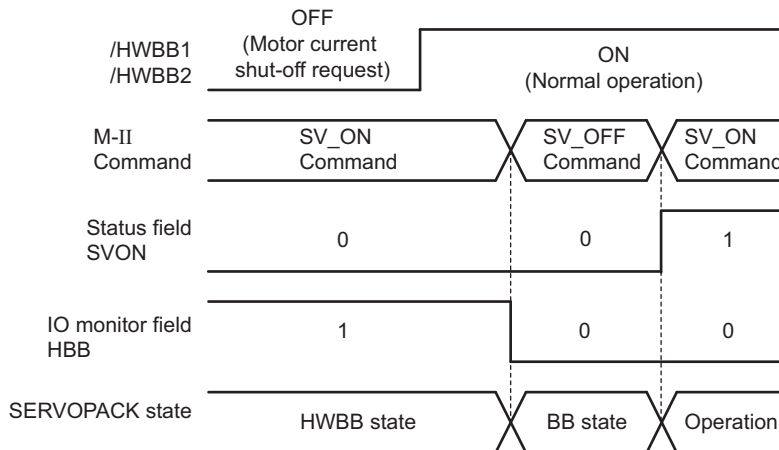 OFF
(Motor current
shut-off request)
/HWBB1
/HWBB2
ON
(Normal operation)
M-II
Command
SV_ON
Command
SV_OFF
Command
SV_ON
Command
Status field
SVON
0
0
1
IO monitor field
HBB
1
0
0
SERVOPACK state
HWBB state
BB state
Operation